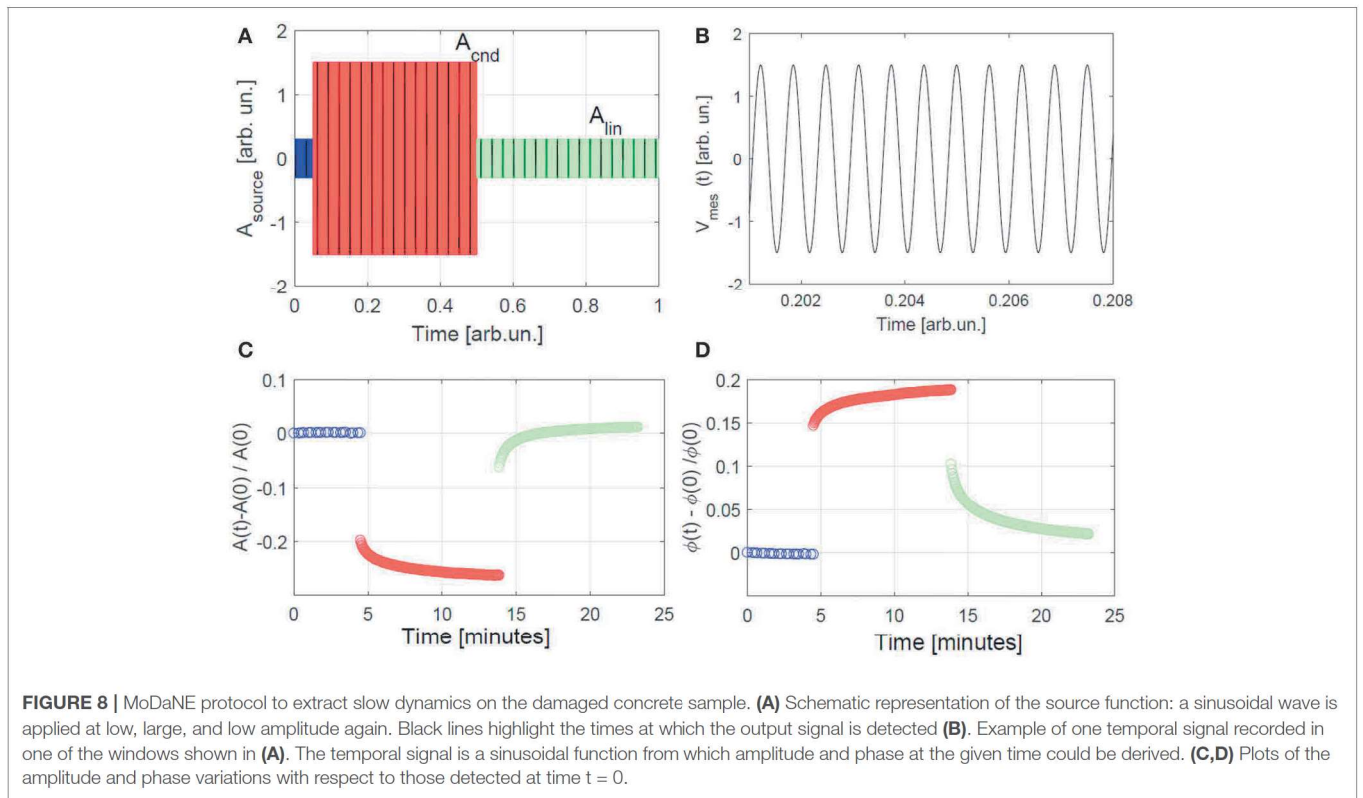 A
B
2
1
0
-1
-2
A_source [arb. un.]
A_cnd
A_lin
0 0.2 0.4 0.6 0.8 1
Time [arb.un.]
2
1
0
-1
-2
V_mes (t) [arb. un.]
0.202 0.204 0.206 0.208
Time [arb.un.]
C
D
0.1
0
-0.1
-0.2
A(t)-A(0) / A(0)
0 5 10 15 20 25
Time [minutes]
0.2
0.15
0.1
0.05
0
ϕ(t) - ϕ(0) /ϕ(0)
0 5 10 15 20 25
Time [minutes]
FIGURE 8 | MoDaNE protocol to extract slow dynamics on the damaged concrete sample. (A) Schematic representation of the source function: a sinusoidal wave is
applied at low, large, and low amplitude again. Black lines highlight the times at which the output signal is detected (B). Example of one temporal signal recorded in
one of the windows shown in (A). The temporal signal is a sinusoidal function from which amplitude and phase at the given time could be derived. (C,D) Plots of the
amplitude and phase variations with respect to those detected at time t = 0.